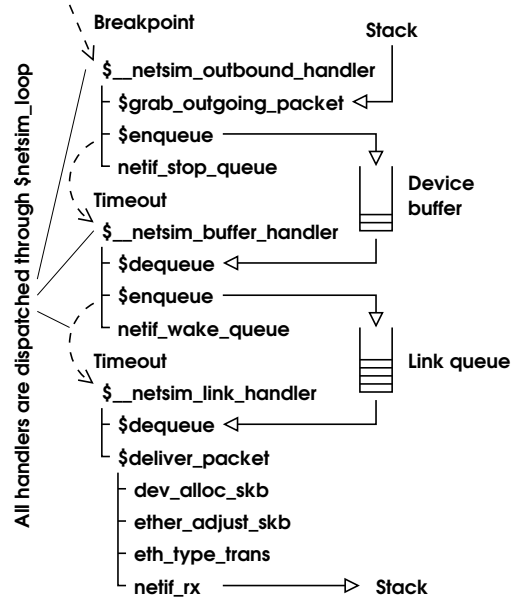 Breakpoint
Stack
$__netsim_outbound_handler
$grab_outgoing_packet
$enqueue
netif_stop_queue
Device
buffer
Timeout
$__netsim_buffer_handler
$dequeue
$enqueue
netif_wake_queue
Timeout
Link queue
$__netsim_link_handler
$dequeue
$deliver_packet
dev_alloc_skb
ether_adjust_skb
eth_type_trans
netif_rx
Stack
All handlers are dispatched through $netsim_loop